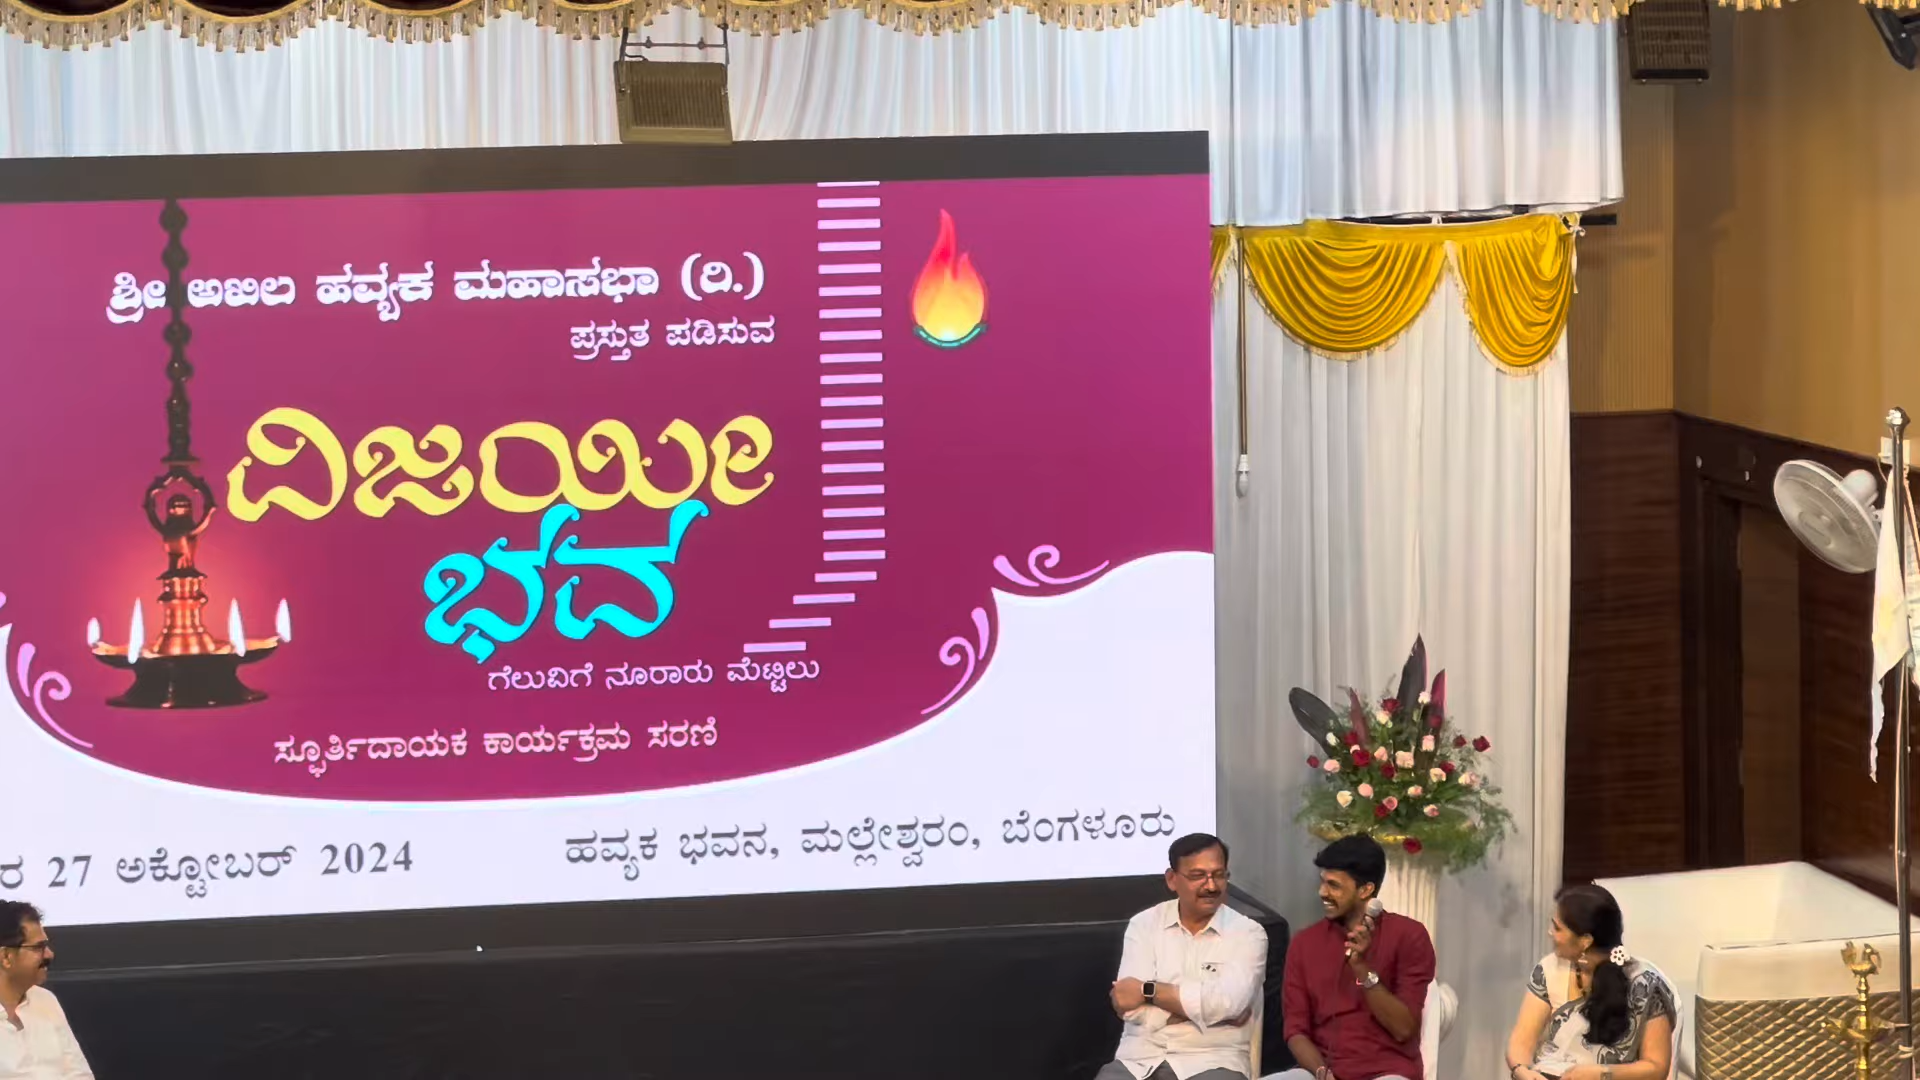 ಶ್ರೀ ಅಖಿಲ ಹವ್ಯಕ ಮಹಾಸಭಾ (ರಿ.)
ಪ್ರಸ್ತುತ ಪಡಿಸುವ
ವಿಜಯೀ
ಭವ
ಗೆಲುವಿಗೆ ನೂರಾರು ಮೆಟ್ಟಿಲು
ಸ್ಫೂರ್ತಿದಾಯಕ ಕಾರ್ಯಕ್ರಮ ಸರಣಿ
27 ಅಕ್ಟೋಬರ್ 2024
ಹವ್ಯಕ ಭವನ, ಮಲ್ಲೇಶ್ವರಂ, ಬೆಂಗಳೂರು